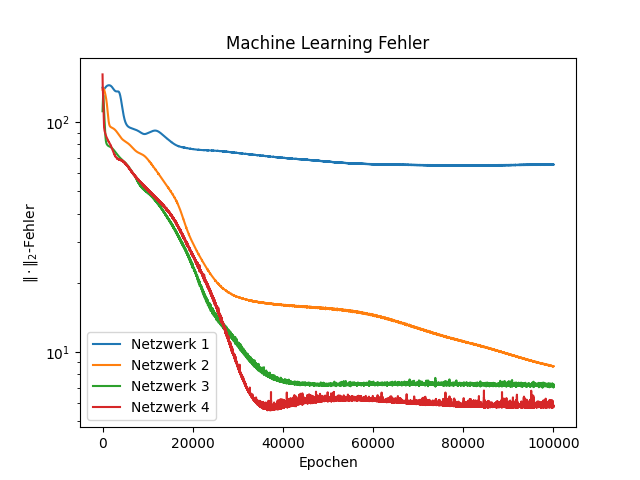 Machine Learning Fehler
‖ · ‖₂-Fehler
10²
10¹
Netzwerk 1
Netzwerk 2
Netzwerk 3
Netzwerk 4
0 20000 40000 60000 80000 100000
Epochen